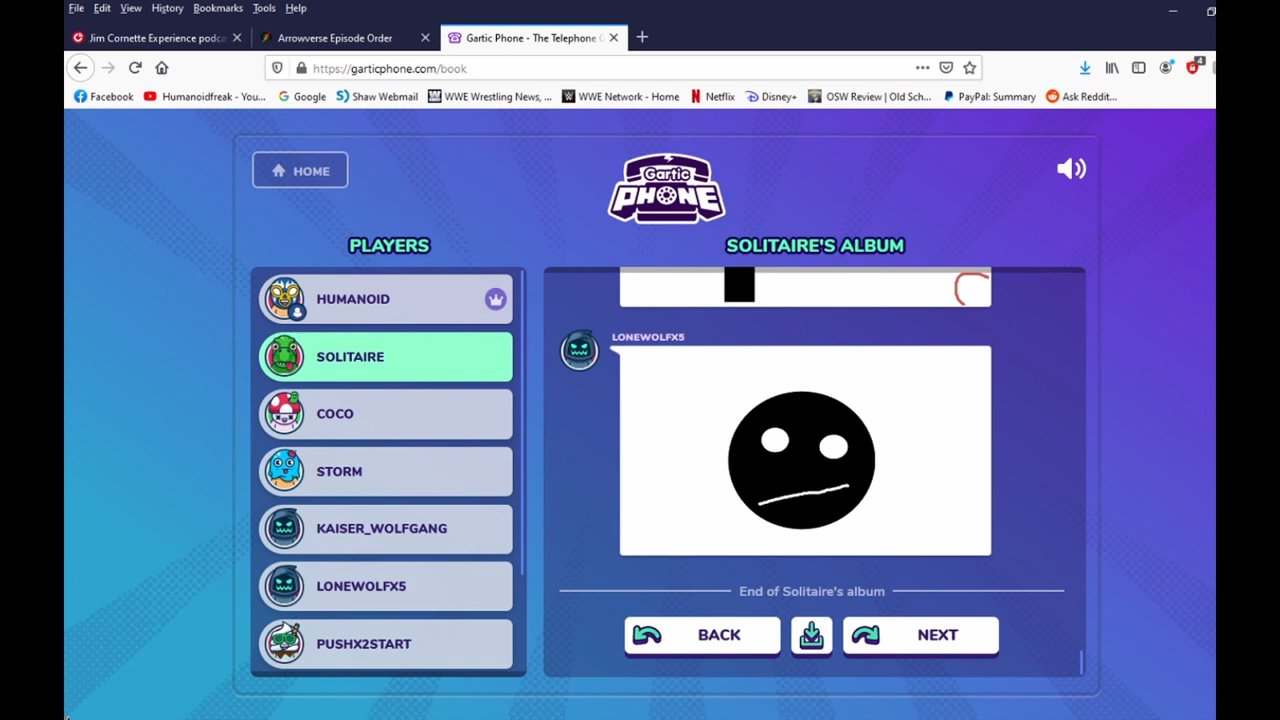 File Edit View History Bookmarks Tools Help
Jim Cornette Experience podca Arrowverse Episode Order Gartic Phone - The Telephone G
https://garticphone.com/book
Facebook Humanoidfreak - You... Google Shaw Webmail WWE Wrestling News, ... WWE Network - Home Netflix Disney+ OSW Review | Old Sch... PayPal: Summary Ask Reddit...
4
HOME
Gartic
PHONE
PLAYERS
SOLITAIRE'S ALBUM
HUMANOID
SOLITAIRE
COCO
STORM
KAISER_WOLFGANG
LONEWOLFX5
PUSHX2START
LONEWOLFX5
End of Solitaire's album
BACK NEXT